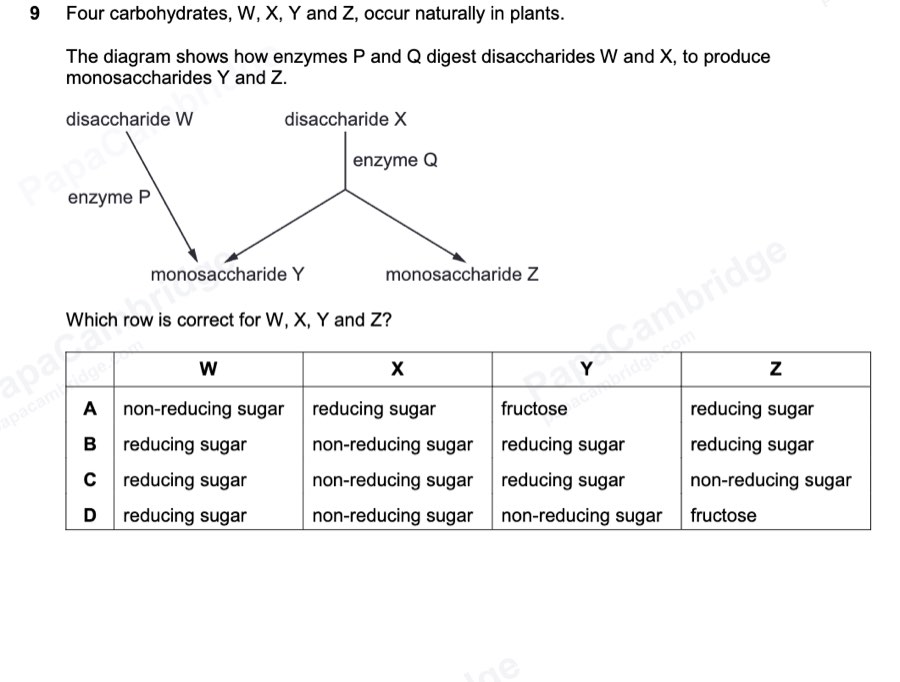 9 Four carbohydrates, W, X, Y and Z, occur naturally in plants.
The diagram shows how enzymes P and Q digest disaccharides W and X, to produce
monosaccharides Y and Z.
disaccharide W disaccharide X
enzyme Q
enzyme P
monosaccharide Y monosaccharide Z
Which row is correct for W, X, Y and Z?
W X Y Z
A non-reducing sugar reducing sugar fructose reducing sugar
B reducing sugar non-reducing sugar reducing sugar reducing sugar
C reducing sugar non-reducing sugar reducing sugar non-reducing sugar
D reducing sugar non-reducing sugar non-reducing sugar fructose
PapaCambridge
papacambridge.com